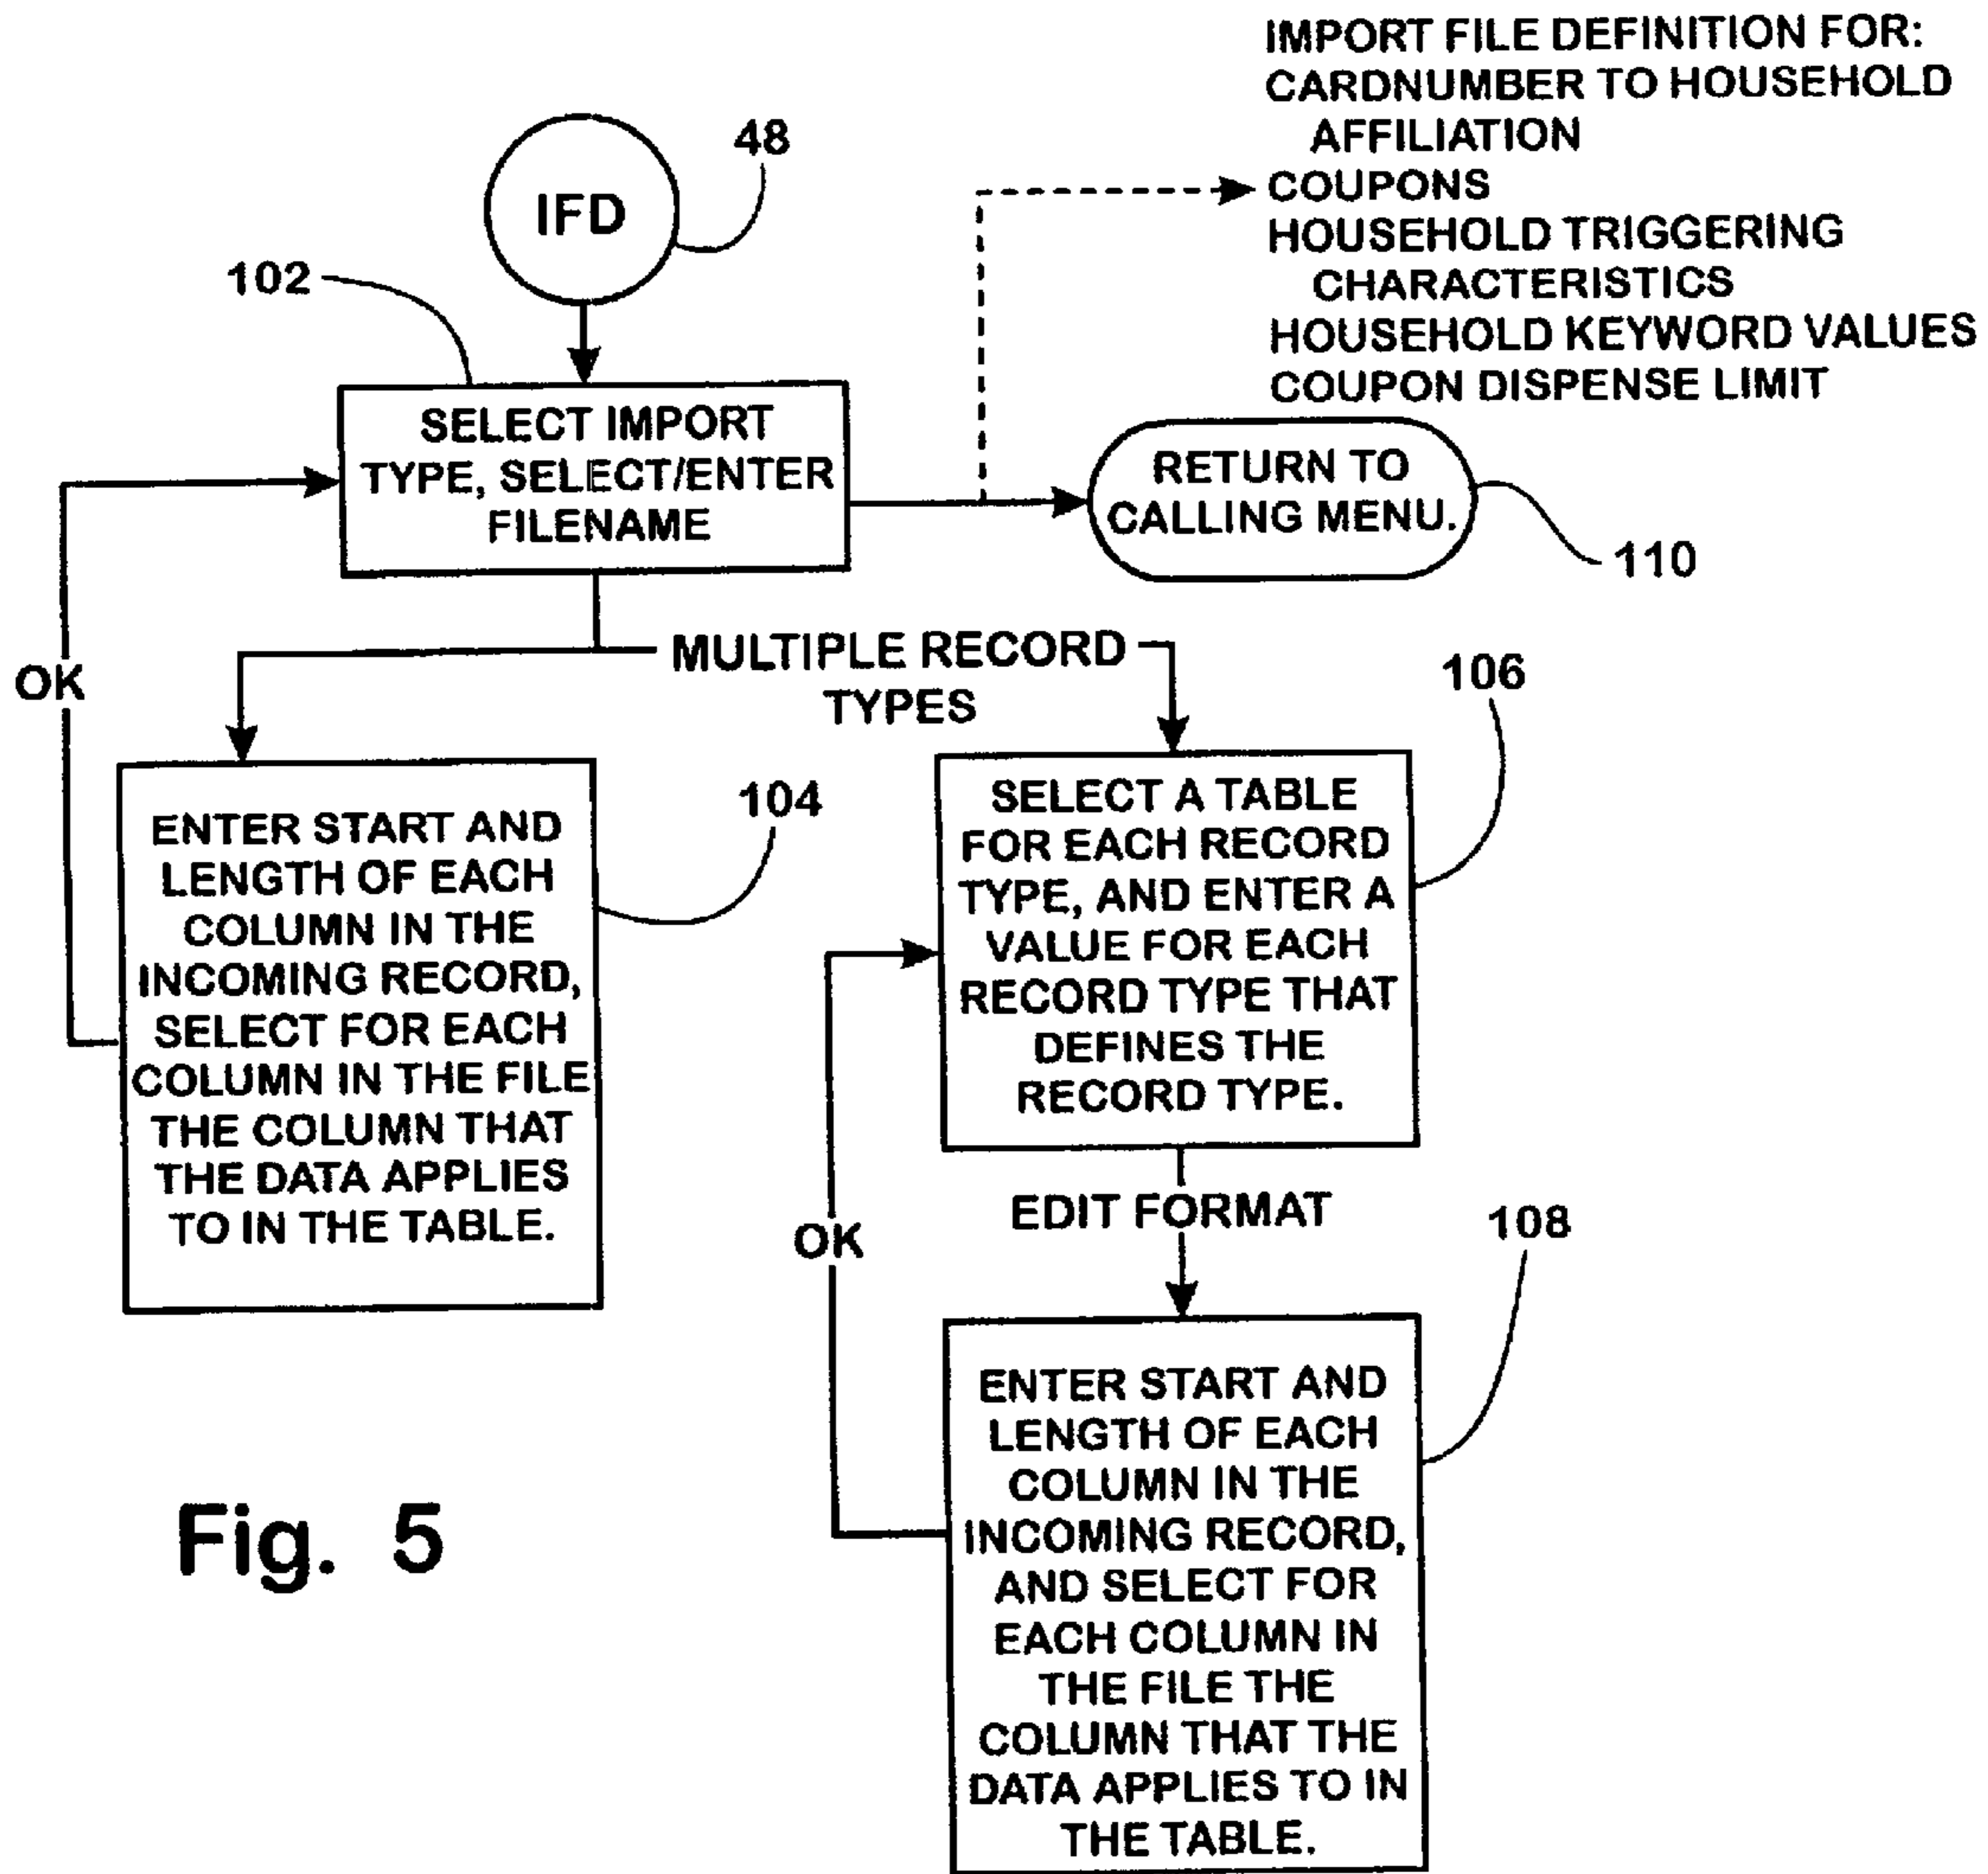 IMPORT FILE DEFINITION FOR:
CARDNUMBER TO HOUSEHOLD
AFFILIATION
COUPONS
HOUSEHOLD TRIGGERING
CHARACTERISTICS
HOUSEHOLD KEYWORD VALUES
COUPON DISPENSE LIMIT
48
IFD
102
SELECT IMPORT
TYPE, SELECT/ENTER
FILENAME
RETURN TO
CALLING MENU.
110
OK
MULTIPLE RECORD
TYPES
104
ENTER START AND
LENGTH OF EACH
COLUMN IN THE
INCOMING RECORD,
SELECT FOR EACH
COLUMN IN THE FILE
THE COLUMN THAT
THE DATA APPLIES
TO IN THE TABLE.
106
SELECT A TABLE
FOR EACH RECORD
TYPE, AND ENTER A
VALUE FOR EACH
RECORD TYPE THAT
DEFINES THE
RECORD TYPE.
EDIT FORMAT
OK
108
ENTER START AND
LENGTH OF EACH
COLUMN IN THE
INCOMING RECORD,
AND SELECT FOR
EACH COLUMN IN
THE FILE THE
COLUMN THAT THE
DATA APPLIES TO IN
THE TABLE.
Fig. 5